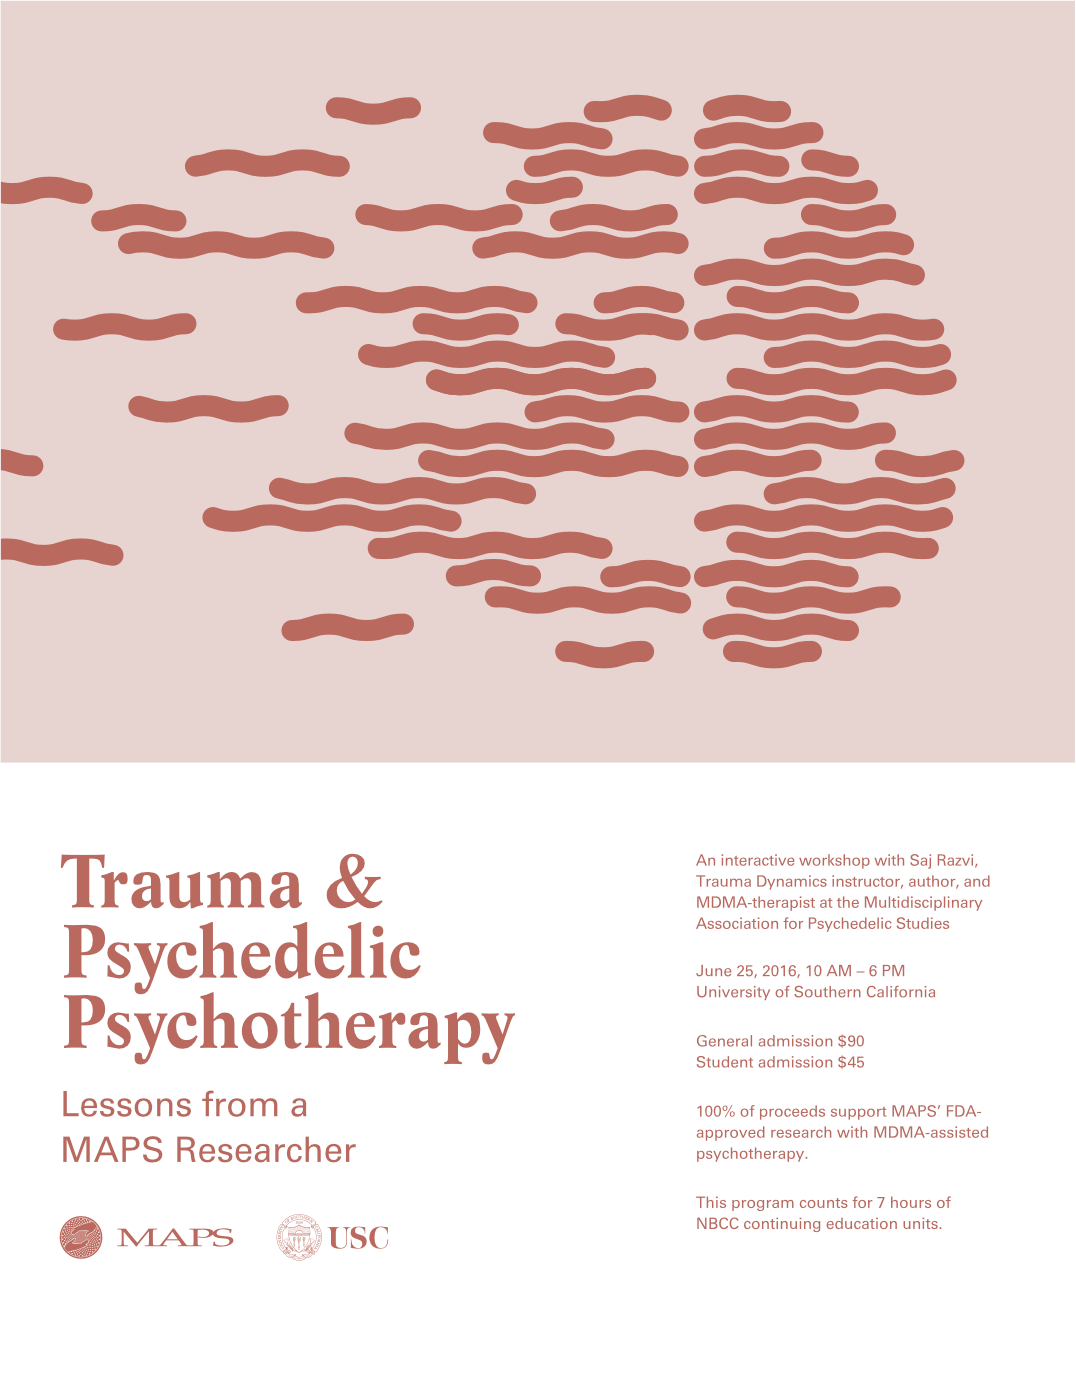 Trauma &
Psychedelic
Psychotherapy
Lessons from a
MAPS Researcher
MAPS
USC
An interactive workshop with Saj Razvi,
Trauma Dynamics instructor, author, and
MDMA-therapist at the Multidisciplinary
Association for Psychedelic Studies
June 25, 2016, 10 AM – 6 PM
University of Southern California
General admission $90
Student admission $45
100% of proceeds support MAPS’ FDA-
approved research with MDMA-assisted
psychotherapy.
This program counts for 7 hours of
NBCC continuing education units.